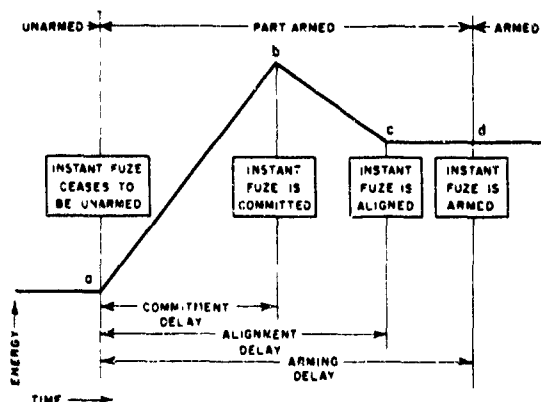 UNARMED
PART ARMED
ARMED
b
c
d
INSTANT FUZE
CEASES TO
BE UNARMED
INSTANT
FUZE IS
COMMITTED
INSTANT
FUZE IS
ALIGNED
INSTANT
FUZE IS
ARMED
a
COMMITMENT
DELAY
ALIGNMENT
DELAY
ARMING
DELAY
ENERGY
TIME